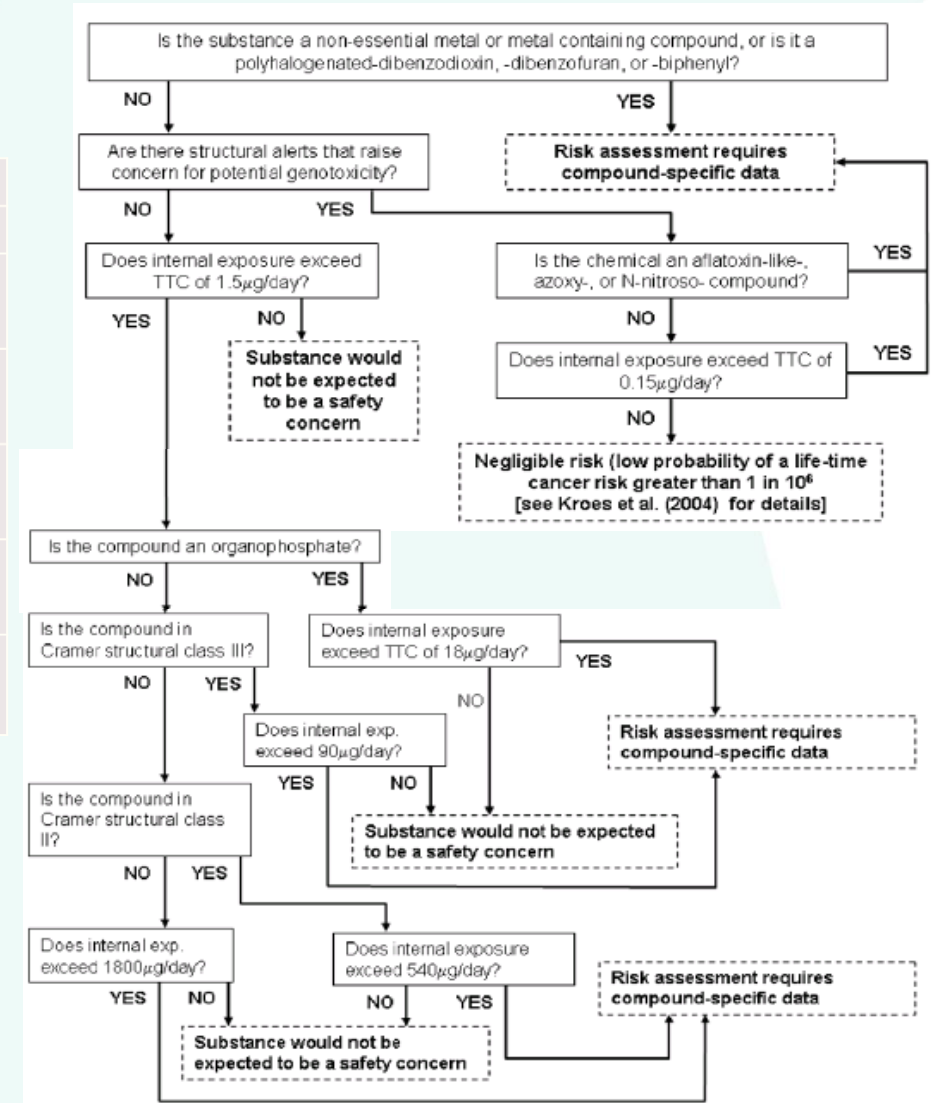 Is the substance a non-essential metal or metal containing compound, or is it a
polyhalogenated-dibenzodioxin, -dibenzofuran, or -biphenyl?
NO
YES
Are there structural alerts that raise
concern for potential genotoxicity?
Risk assessment requires
compound-specific data
NO
YES
Does internal exposure exceed
TTC of 1.5µg/day?
Is the chemical an aflatoxin-like-,
azoxy-, or N-nitroso- compound?
YES
YES
NO
NO
Substance would
not be expected
to be a safety
concern
Does internal exposure exceed TTC of
0.15µg/day?
YES
NO
Negligible risk (low probability of a life-time
cancer risk greater than 1 in 10⁶
[see Kroes et al. (2004) for details]
Is the compound an organophosphate?
NO
YES
Is the compound in
Cramer structural class III?
Does internal exposure
exceed TTC of 18µg/day?
YES
NO
YES
NO
Does internal exp.
exceed 90µg/day?
Risk assessment requires
compound-specific data
YES
NO
Is the compound in
Cramer structural class
II?
Substance would not be expected
to be a safety concern
NO
YES
Does internal exp.
exceed 1800µg/day?
Does internal exposure
exceed 540µg/day?
Risk assessment requires
compound-specific data
YES
NO
NO
YES
Substance would not be
expected to be a safety concern